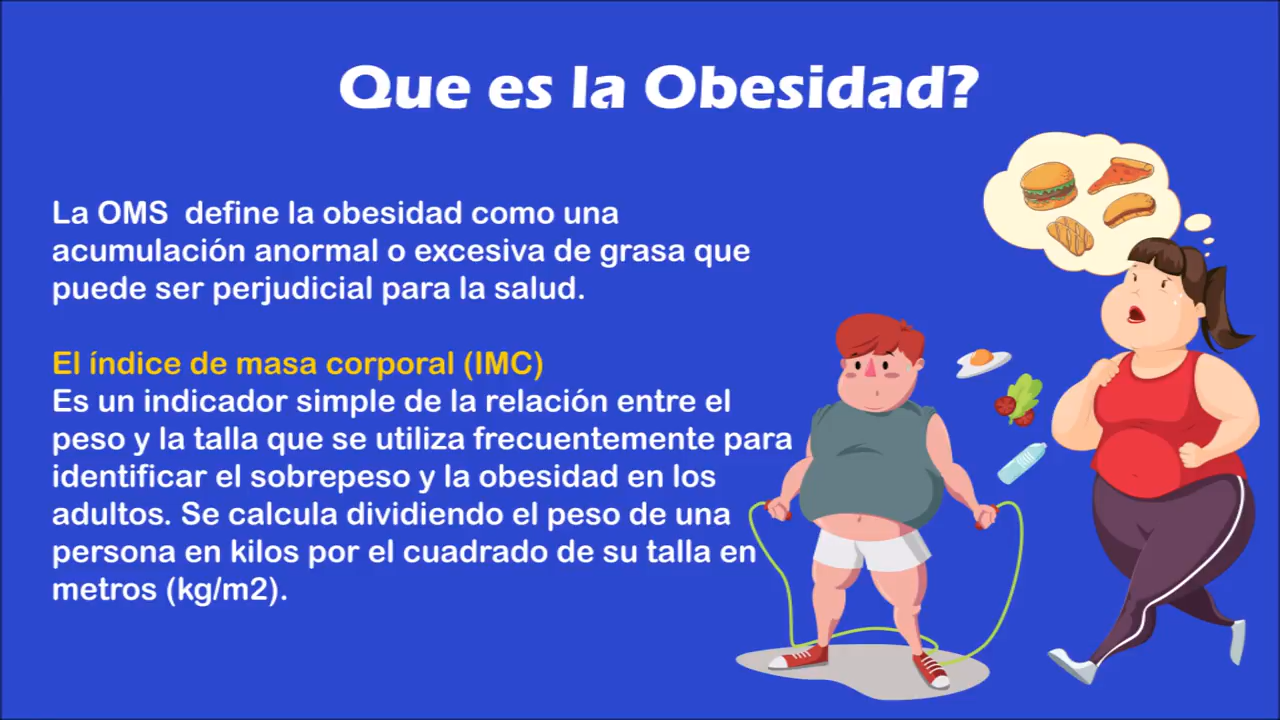 Que es la Obesidad?
La OMS define la obesidad como una
acumulación anormal o excesiva de grasa que
puede ser perjudicial para la salud.
El índice de masa corporal (IMC)
Es un indicador simple de la relación entre el
peso y la talla que se utiliza frecuentemente para
identificar el sobrepeso y la obesidad en los
adultos. Se calcula dividiendo el peso de una
persona en kilos por el cuadrado de su talla en
metros (kg/m2).